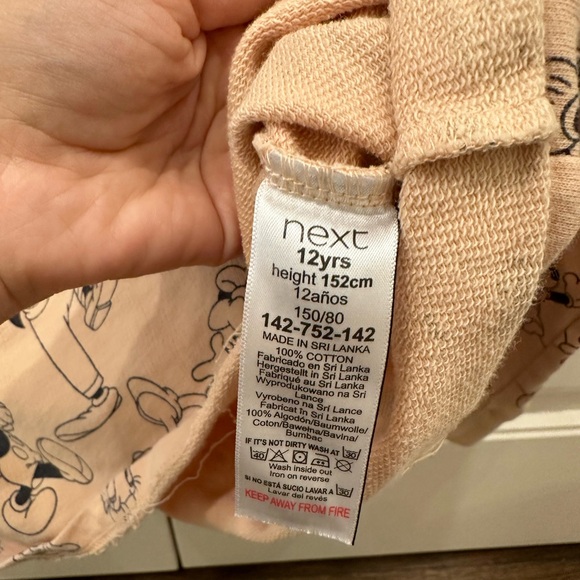 next
12yrs
height 152cm
12años
150/80
142-752-142
MADE IN SRI LANKA
100% COTTON
Fabricado en Sri Lanka
Hergestellt in Sri Lanka
Fabriqué au Sri Lanka
Wyprodukowano na Sri
Lance
Vyrobeno na Srí Lance
Fabricat în Sri Lanka
100% Algodón/Baumwolle/
Coton/Bawełna/Bavlna/
Bumbac
IF IT'S NOT DIRTY WASH AT 30
40
Wash inside out
Iron on reverse
SI NO ESTÁ SUCIO LAVAR A 30
Lavar del revés
KEEP AWAY FROM FIRE